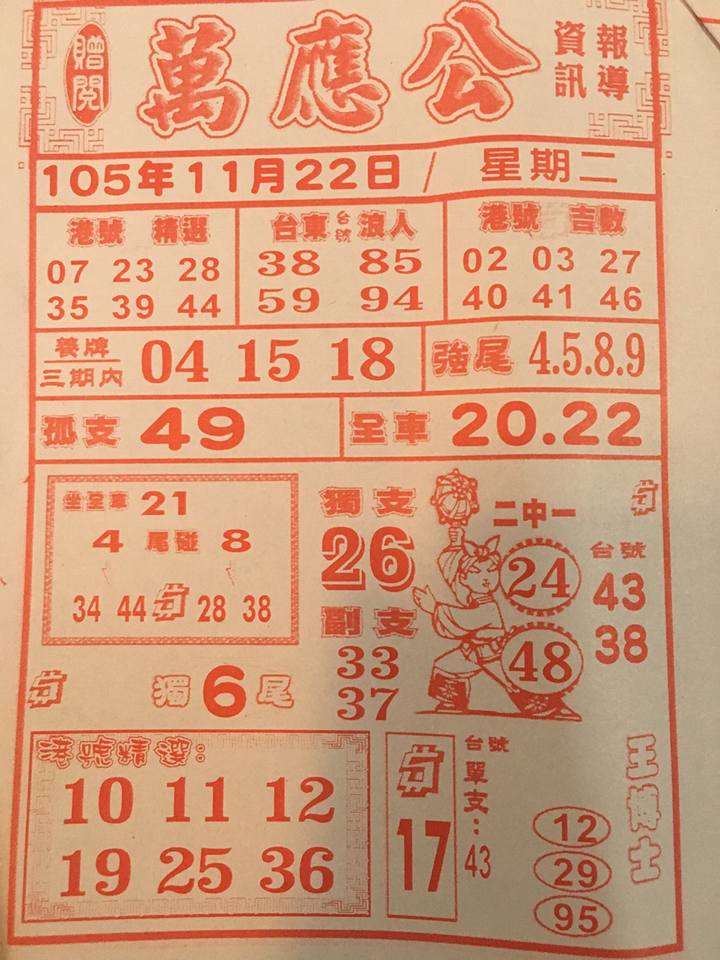 贈閱
萬應公
資訊
報導
105年11月22日 / 星期二
港號 精選
07 23 28
35 39 44
台東 台號 浪人
38 85
59 94
港號 吉數
02 03 27
40 41 46
養牌
三期內
04 15 18
強尾 4.5.8.9
孤支 49
全車 20.22
坐全車 21
4 尾碰 8
34 44 28 38
獨支
26
副支
33
37
二中一
24
48
台號
43
38
獨 6 尾
港號精選:
10 11 12
19 25 36
17
台號
單支:43
王博士
12
29
95